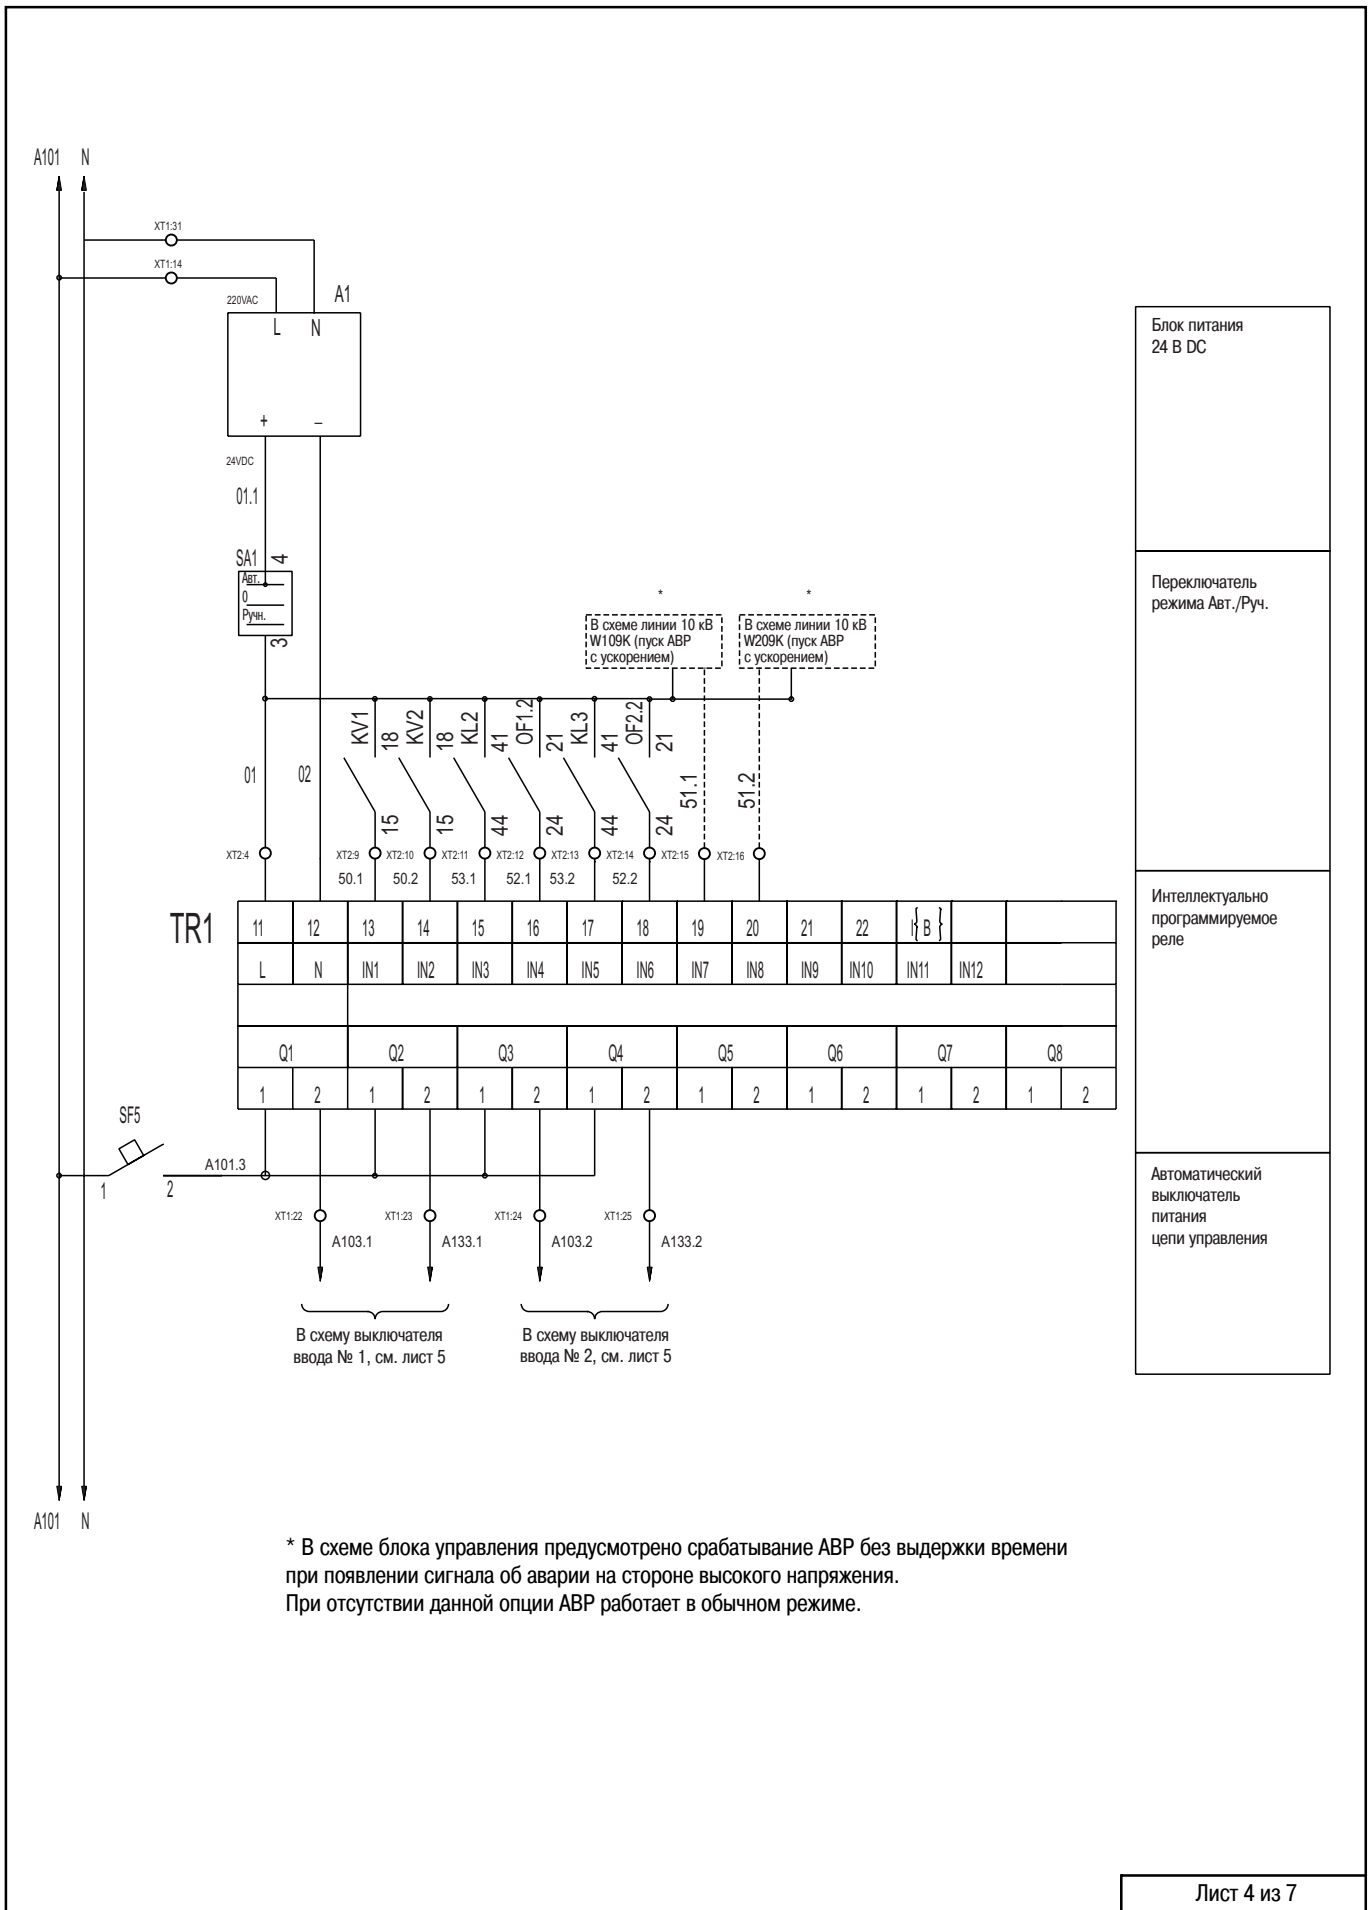 A101 N
XT1:31
XT1:14
220VAC
A1
L N
+ –
24VDC
01.1
SA1
4
Авт.
0
Ручн.
3
*
*
В схеме линии 10 кВ
W109K (пуск АВР
с ускорением)
В схеме линии 10 кВ
W209K (пуск АВР
с ускорением)
KV1 18 KV2 18 KL2 41 OF1.2 21 KL3 41 OF2.2 21
01 02
51.1 51.2
15 15 44 24 44 24
XT2:4 XT2:9 XT2:10 XT2:11 XT2:12 XT2:13 XT2:14 XT2:15 XT2:16
50.1 50.2 53.1 52.1 53.2 52.2
TR1
11 12 13 14 15 16 17 18 19 20 21 22 I{ B }
L N IN1 IN2 IN3 IN4 IN5 IN6 IN7 IN8 IN9 IN10 IN11 IN12
Q1 Q2 Q3 Q4 Q5 Q6 Q7 Q8
1 2 1 2 1 2 1 2 1 2 1 2 1 2 1 2
SF5
1 2
A101.3
XT1:22 XT1:23 XT1:24 XT1:25
A103.1 A133.1 A103.2 A133.2
В схему выключателя
ввода № 1, см. лист 5
В схему выключателя
ввода № 2, см. лист 5
A101 N
Блок питания
24 В DC
Переключатель
режима Авт./Руч.
Интеллектуально
программируемое
реле
Автоматический
выключатель
питания
цепи управления
* В схеме блока управления предусмотрено срабатывание АВР без выдержки времени
при появлении сигнала об аварии на стороне высокого напряжения.
При отсутствии данной опции АВР работает в обычном режиме.
Лист 4 из 7